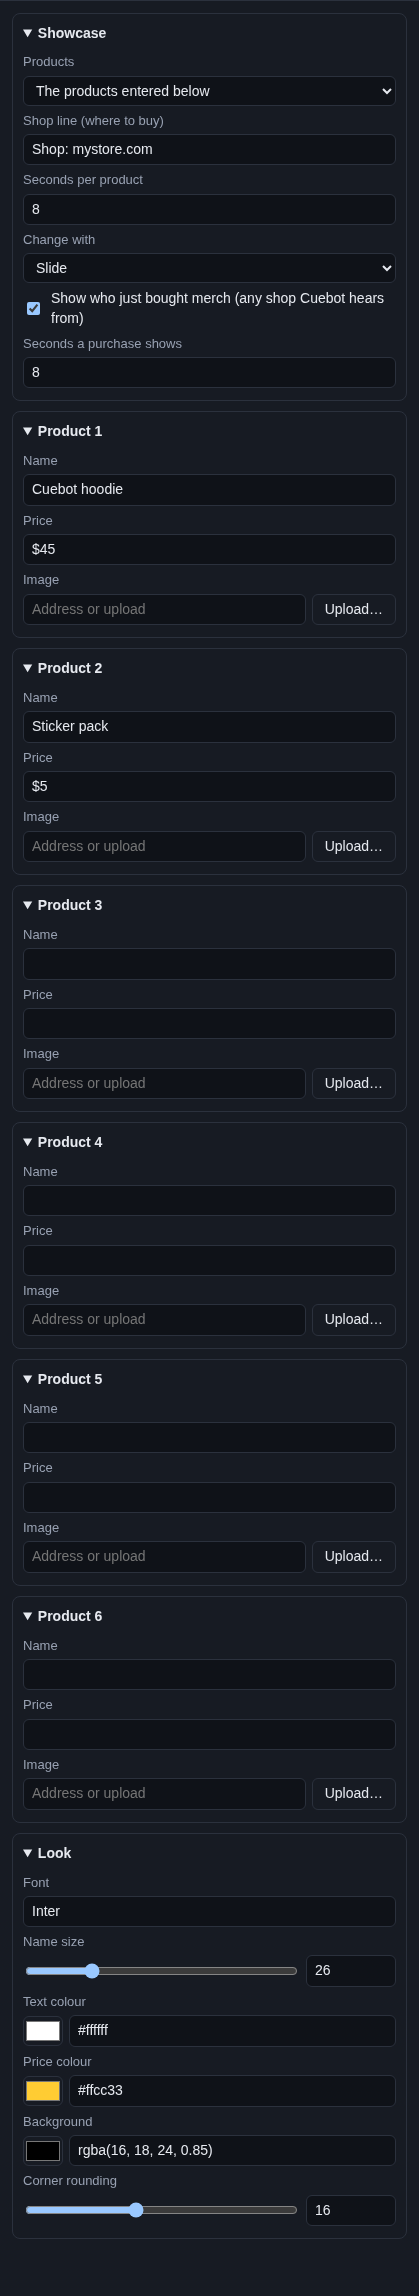 Showcase
Products
The products entered below
Shop line (where to buy)
Shop: mystore.com
Seconds per product
8
Change with
Slide
Show who just bought merch (any shop Cuebot hears
from)
Seconds a purchase shows
8
Product 1
Name
Cuebot hoodie
Price
$45
Image
Address or upload
Upload…
Product 2
Name
Sticker pack
Price
$5
Image
Address or upload
Upload…
Product 3
Name
Price
Image
Address or upload
Upload…
Product 4
Name
Price
Image
Address or upload
Upload…
Product 5
Name
Price
Image
Address or upload
Upload…
Product 6
Name
Price
Image
Address or upload
Upload…
Look
Font
Inter
Name size
26
Text colour
#ffffff
Price colour
#ffcc33
Background
rgba(16, 18, 24, 0.85)
Corner rounding
16